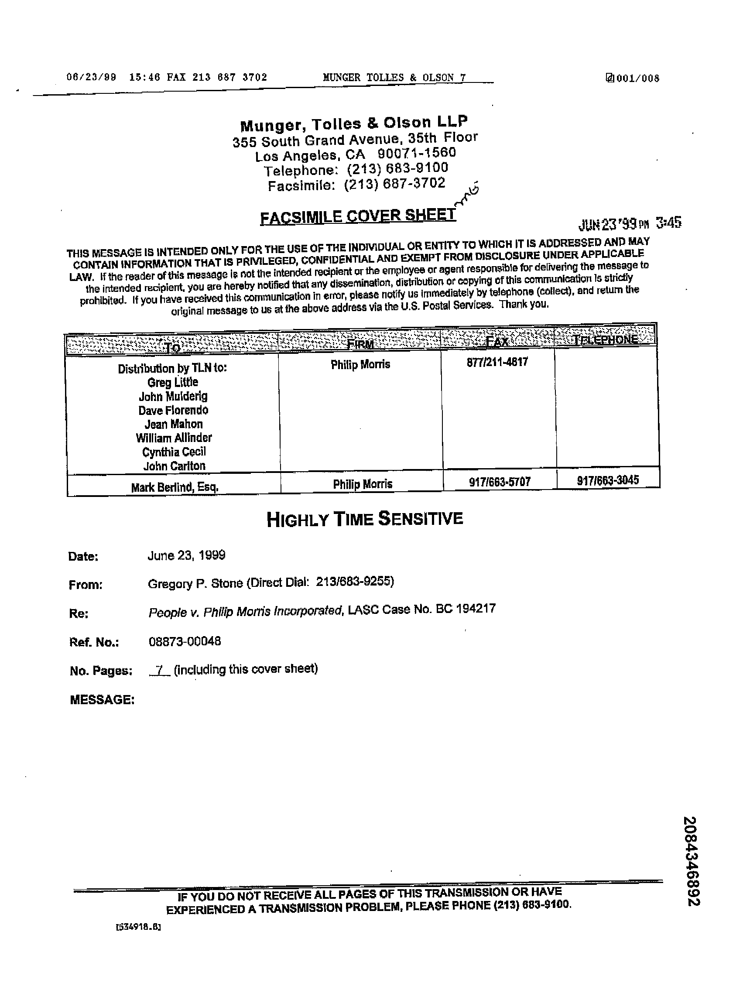 06/23/99 15:46 FAX 213 687 3702 MUNGER TOLLES & OLSON 7 001/008
Munger, Tolles & Olson LLP
355 South Grand Avenue, 35th Floor
Los Angeles, CA 90071-1560
Telephone: (213) 683-9100
Facsimile: (213) 687-3702
FACSIMILE COVER SHEET
JUN 23 '99 PM 3:45
THIS MESSAGE IS INTENDED ONLY FOR THE USE OF THE INDIVIDUAL OR ENTITY TO WHICH IT IS ADDRESSED AND MAY
CONTAIN INFORMATION THAT IS PRIVILEGED, CONFIDENTIAL AND EXEMPT FROM DISCLOSURE UNDER APPLICABLE
LAW. If the reader of this message is not the intended recipient or the employee or agent responsible for delivering the message to
the intended recipient, you are hereby notified that any dissemination, distribution or copying of this communication is strictly
prohibited. If you have received this communication in error, please notify us immediately by telephone (collect), and return the
original message to us at the above address via the U.S. Postal Services. Thank you.
TO FIRM FAX TELEPHONE
Distribution by TLN to: Philip Morris 877/211-4817
Greg Little
John Mulderig
Dave Florendo
Jean Mahon
William Allinder
Cynthia Cecil
John Carlton
Mark Berlind, Esq. Philip Morris 917/663-5707 917/663-3045
HIGHLY TIME SENSITIVE
Date: June 23, 1999
From: Gregory P. Stone (Direct Dial: 213/683-9255)
Re: People v. Philip Morris Incorporated, LASC Case No. BC 194217
Ref. No.: 08873-00048
No. Pages: 7 (including this cover sheet)
MESSAGE:
2084346892
IF YOU DO NOT RECEIVE ALL PAGES OF THIS TRANSMISSION OR HAVE
EXPERIENCED A TRANSMISSION PROBLEM, PLEASE PHONE (213) 683-9100.
[534918.8]